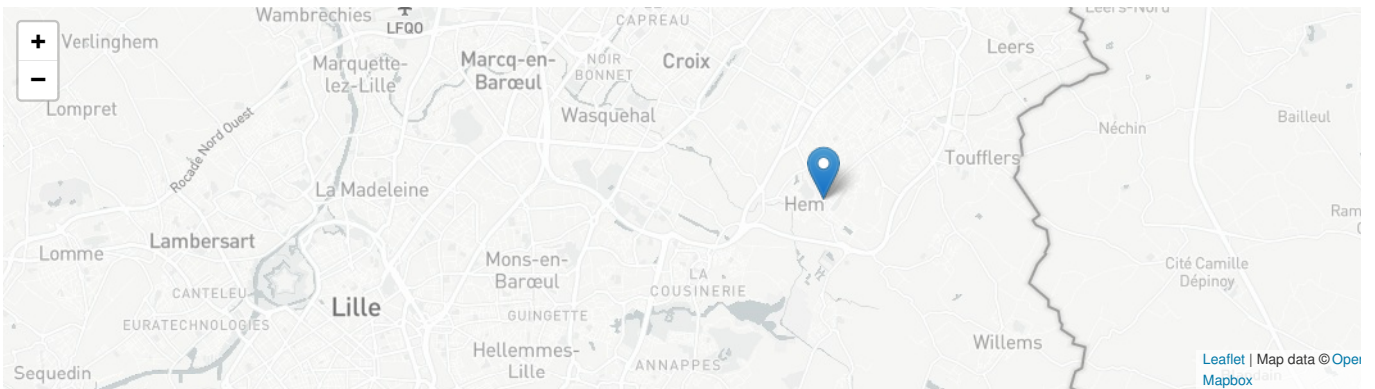 Wambrechies
LFQO
CAPREAU
Leers-Nord
+
Verlinghem
Marquette-
lez-Lille
Marcq-en-
Barœul
NOIR
BONNET
Croix
Leers
−
Lompret
Rocade Nord Ouest
Wasquehal
Néchin
Bailleul
Toufflers
La Madeleine
Hem
Ram
Lambersart
Lomme
Mons-en-
Barœul
LA
COUSINERIE
Cité Camille
Dépinoy
CANTELEU
Lille
EURATECHNOLOGIES
GUINGETTE
Willems
Hellemmes-
Lille
ANNAPPES
Sequedin
Leaflet | Map data © Oper
Mapbox